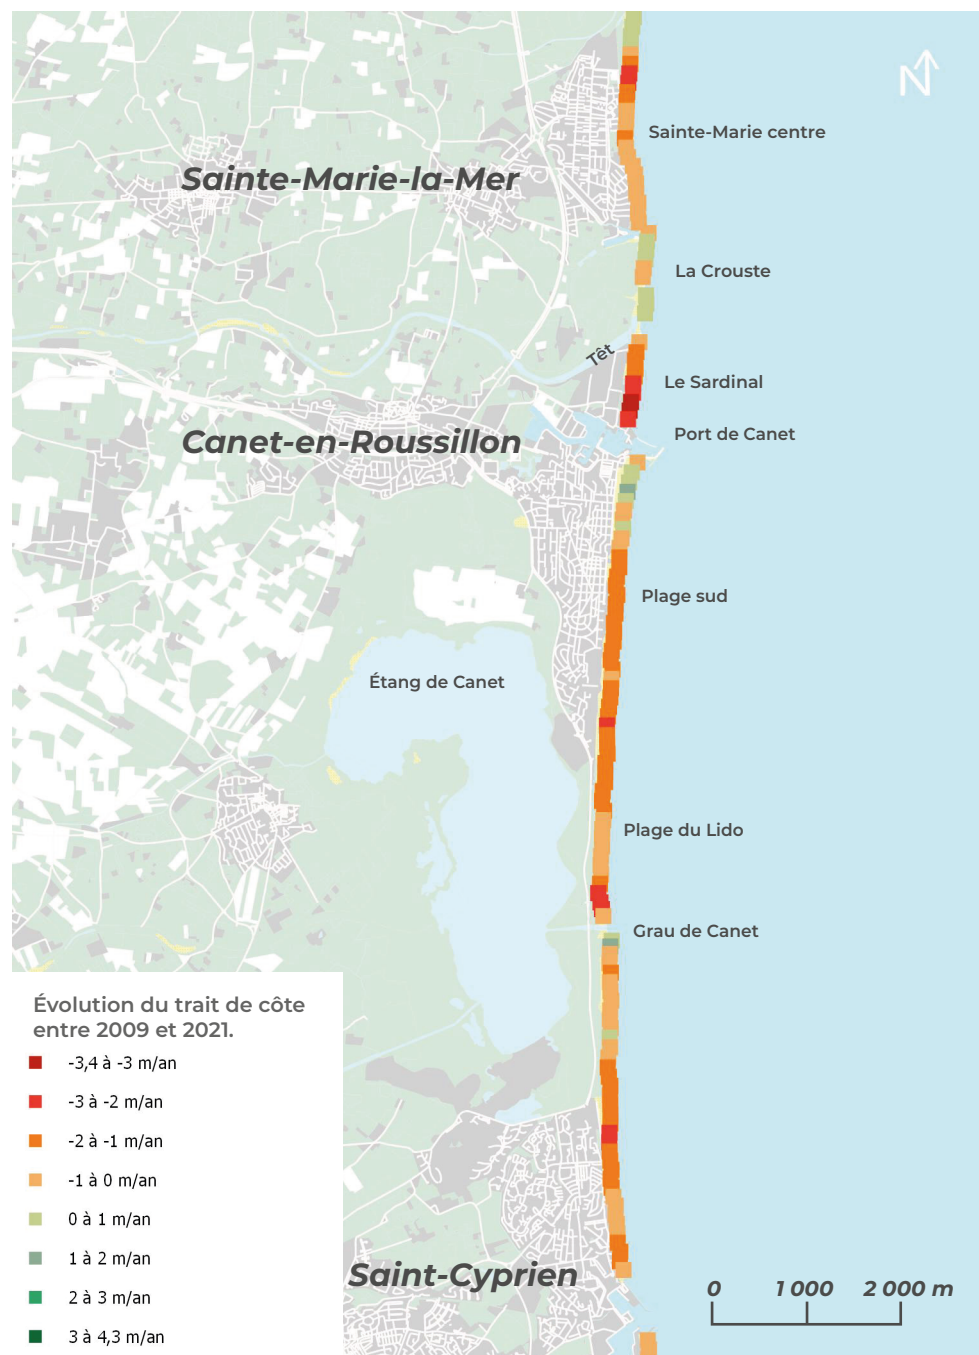 N
Sainte-Marie centre
Sainte-Marie-la-Mer
La Crouste
Têt
Le Sardinal
Port de Canet
Canet-en-Roussillon
Plage sud
Étang de Canet
Plage du Lido
Grau de Canet
Évolution du trait de côte
entre 2009 et 2021.
-3,4 à -3 m/an
-3 à -2 m/an
-2 à -1 m/an
-1 à 0 m/an
0 à 1 m/an
1 à 2 m/an
2 à 3 m/an
3 à 4,3 m/an
Saint-Cyprien
0 1 000 2 000 m